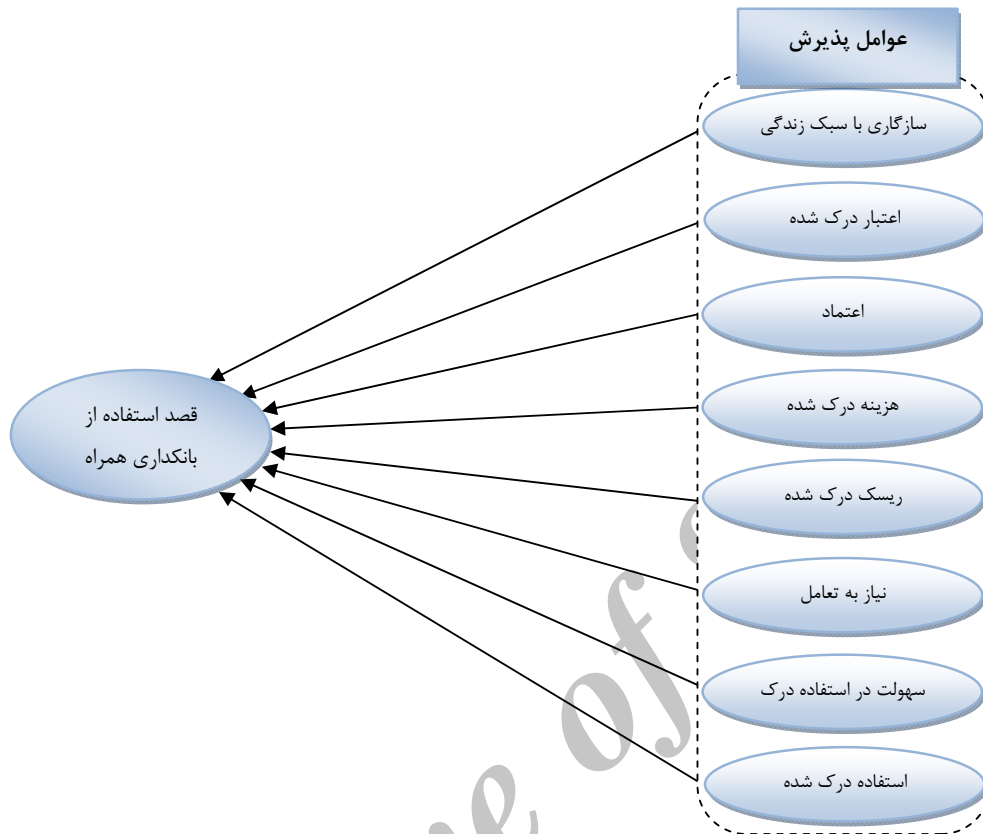 عوامل پذیرش
سازگاری با سبک زندگی
اعتبار درک شده
اعتماد
هزینه درک شده
ریسک درک شده
نیاز به تعامل
سهولت در استفاده درک
استفاده درک شده
قصد استفاده از
بانکداری همراه
of